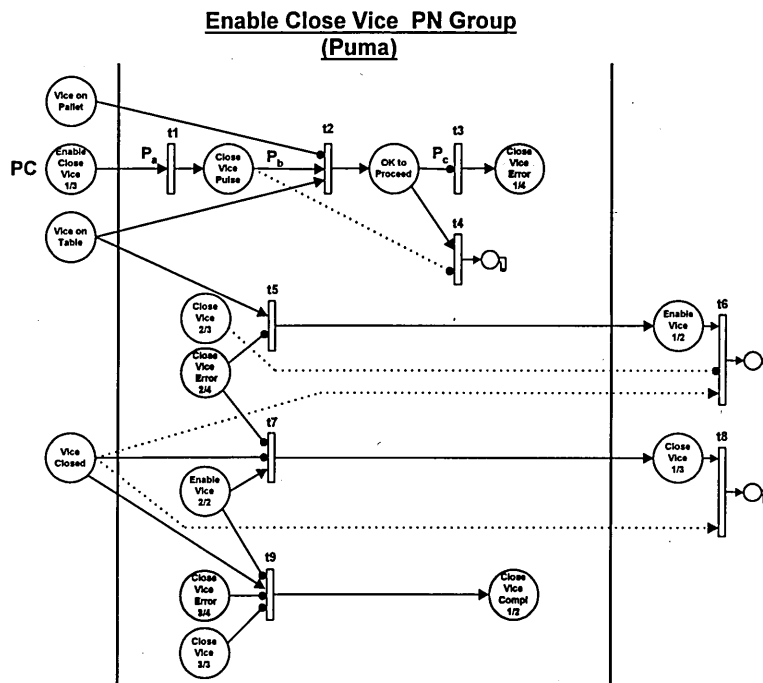 Enable Close Vice PN Group
(Puma)
Vice on
Pallet
PC
Enable
Close
Vice
1/3
Pa
t1
Close
Vice
Pulse
Pb
t2
OK to
Proceed
Pc
t3
Close
Vice
Error
1/4
Vice on
Table
t4
t5
Close
Vice
2/3
Enable
Vice
1/2
t6
Close
Vice
Error
2/4
t7
Vice
Closed
Close
Vice
1/3
t8
Enable
Vice
2/2
t9
Close
Vice
Error
3/4
Close
Vice
Compl
1/2
Close
Vice
3/3